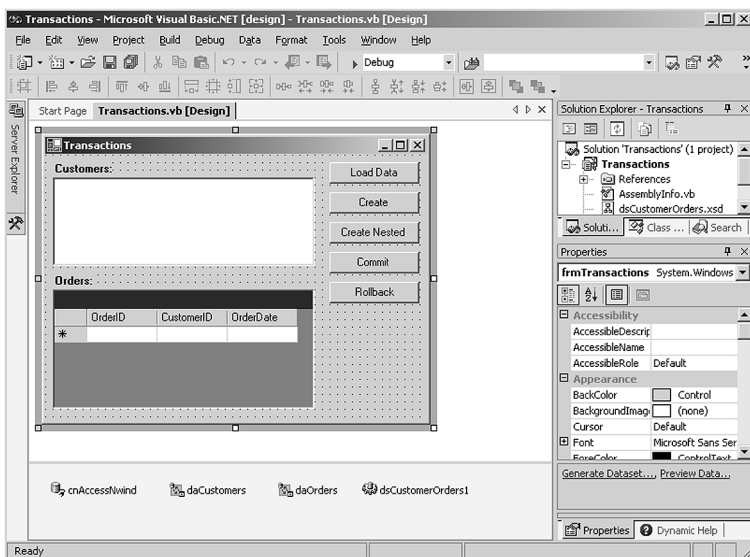 Transactions - Microsoft Visual Basic.NET [design] - Transactions.vb [Design]
File Edit View Project Build Debug Data Format Tools Window Help
Debug
Start Page Transactions.vb [Design]
Server Explorer
Transactions
Customers:
Load Data
Create
Create Nested
Commit
Rollback
Orders:
OrderID CustomerID OrderDate
cnAccessNwind daCustomers daOrders dsCustomerOrders1
Solution Explorer - Transactions
Solution 'Transactions' (1 project)
Transactions
References
AssemblyInfo.vb
dsCustomerOrders.xsd
Soluti... Class ... Search
Properties
frmTransactions System.Windows
Accessibility
AccessibleDescrip
AccessibleName
AccessibleRole Default
Appearance
BackColor Control
BackgroundImag (none)
Cursor Default
Font Microsoft Sans Ser
ForeColor ControlText
Generate Dataset..., Preview Data...
Properties Dynamic Help
Ready